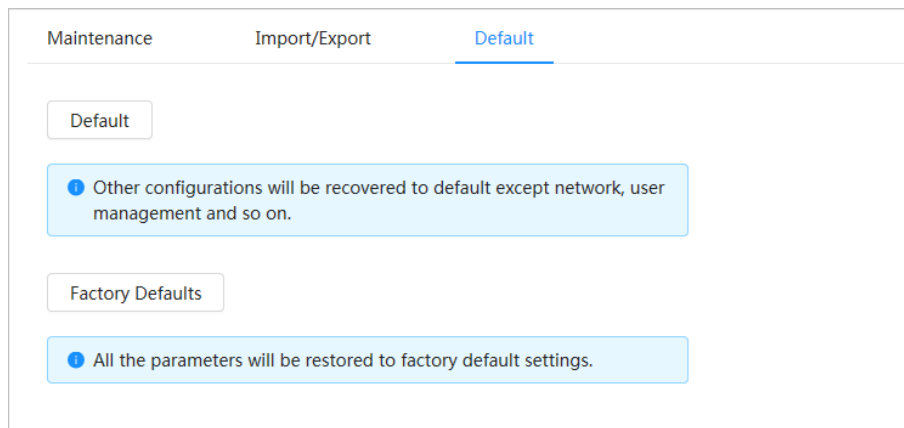 Maintenance Import/Export Default
Default
Other configurations will be recovered to default except network, user
management and so on.
Factory Defaults
All the parameters will be restored to factory default settings.